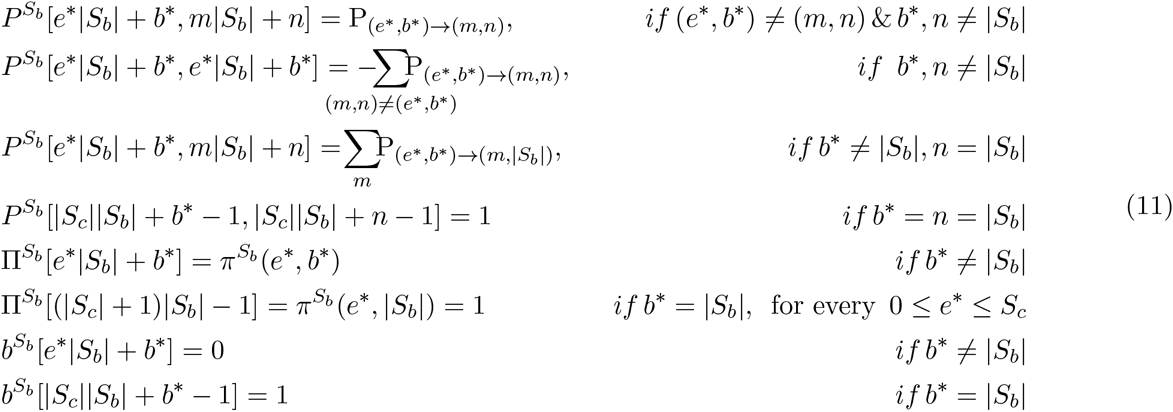 P^{S_b}[e*|S_b| + b*, m|S_b| + n] = P_{(e*,b*)→(m,n)}, if (e*, b*) ≠ (m, n) & b*, n ≠ |S_b|
P^{S_b}[e*|S_b| + b*, e*|S_b| + b*] = −∑_{(m,n)≠(e*,b*)} P_{(e*,b*)→(m,n)}, if b*, n ≠ |S_b|
P^{S_b}[e*|S_b| + b*, m|S_b| + n] = ∑_m P_{(e*,b*)→(m,|S_b|)}, if b* ≠ |S_b|, n = |S_b|
P^{S_b}[|S_c||S_b| + b* − 1, |S_c||S_b| + n − 1] = 1 if b* = n = |S_b|
(11)
Π^{S_b}[e*|S_b| + b*] = π^{S_b}(e*, b*) if b* ≠ |S_b|
Π^{S_b}[(|S_c| + 1)|S_b| − 1] = π^{S_b}(e*, |S_b|) = 1 if b* = |S_b|, for every 0 ≤ e* ≤ S_c
b^{S_b}[e*|S_b| + b*] = 0 if b* ≠ |S_b|
b^{S_b}[|S_c||S_b| + b* − 1] = 1 if b* = |S_b|